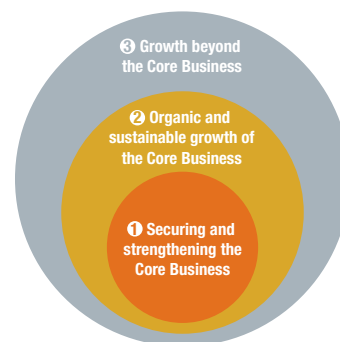 ❸ Growth beyond
the Core Business
❷ Organic and
sustainable growth of
the Core Business
❶ Securing and
strengthening the
Core Business